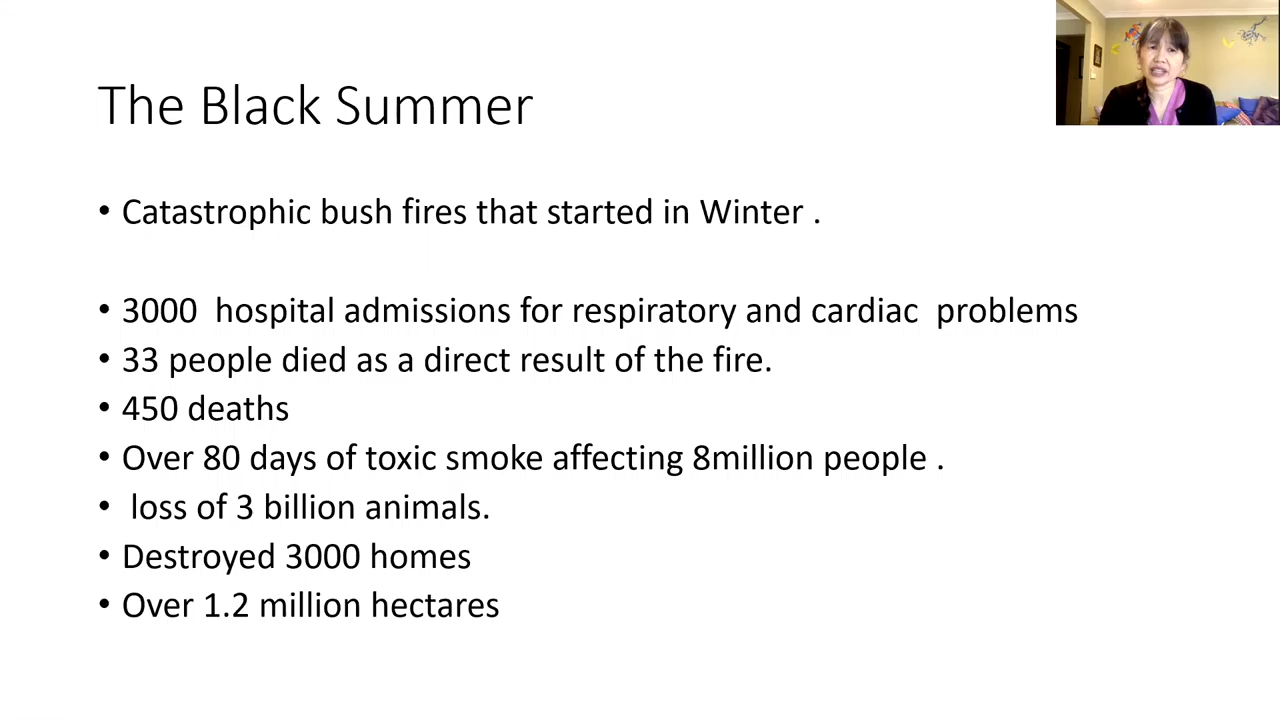 The Black Summer
• Catastrophic bush fires that started in Winter .
• 3000  hospital admissions for respiratory and cardiac  problems
• 33 people died as a direct result of the fire.
• 450 deaths
• Over 80 days of toxic smoke affecting 8million people .
•  loss of 3 billion animals.
• Destroyed 3000 homes
• Over 1.2 million hectares